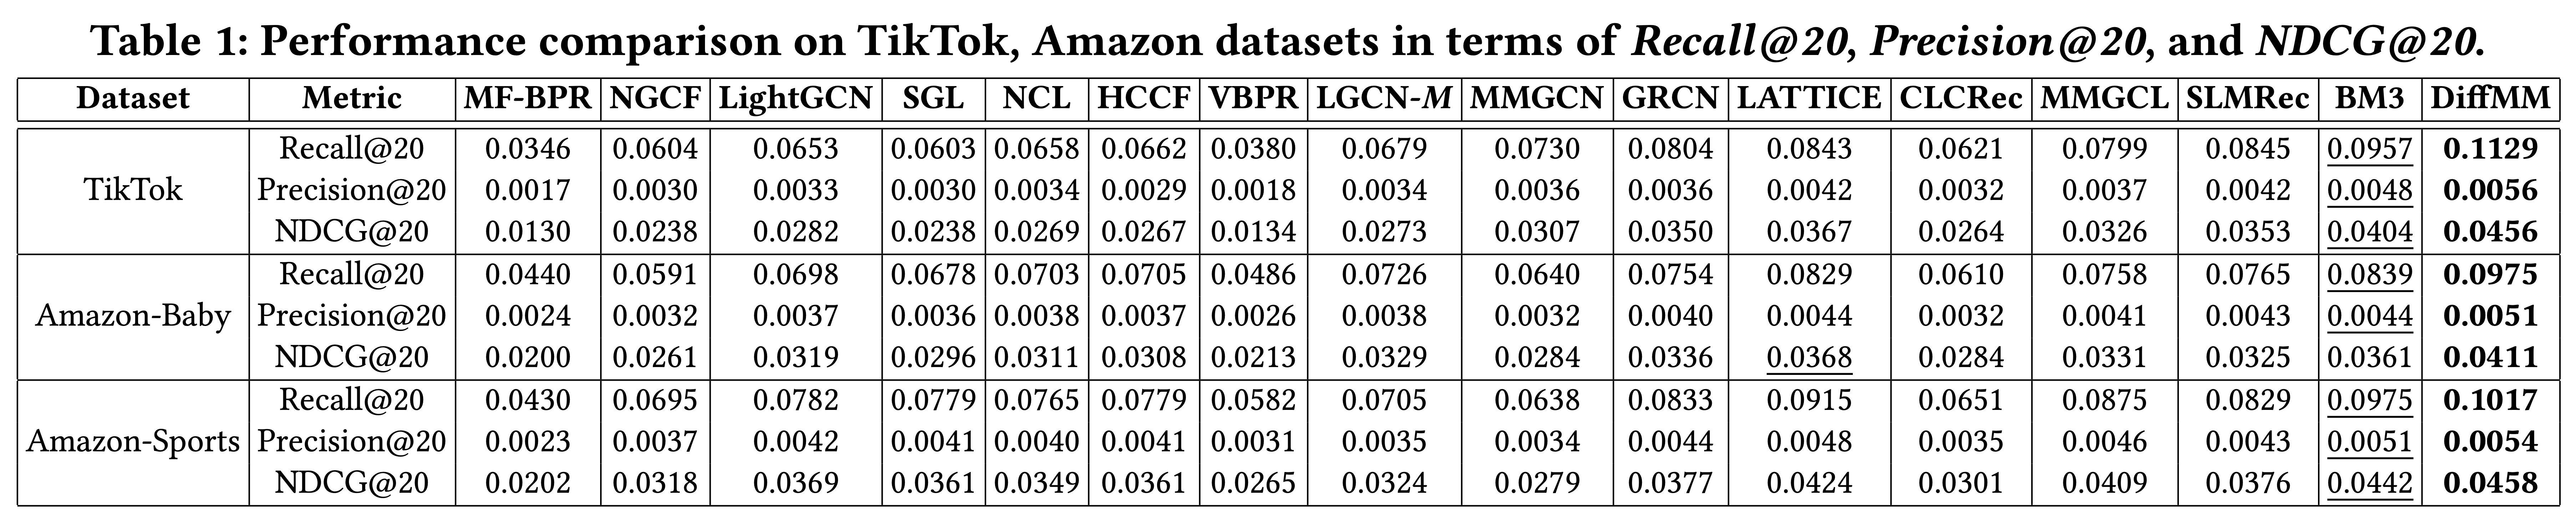 Table 1: Performance comparison on TikTok, Amazon datasets in terms of Recall@20, Precision@20, and NDCG@20.
Dataset Metric MF-BPR NGCF LightGCN SGL NCL HCCF VBPR LGCN-M MMGCN GRCN LATTICE CLCRec MMGCL SLMRec BM3 DiffMM
Recall@20 0.0346 0.0604 0.0653 0.0603 0.0658 0.0662 0.0380 0.0679 0.0730 0.0804 0.0843 0.0621 0.0799 0.0845 0.0957 0.1129
TikTok Precision@20 0.0017 0.0030 0.0033 0.0030 0.0034 0.0029 0.0018 0.0034 0.0036 0.0036 0.0042 0.0032 0.0037 0.0042 0.0048 0.0056
NDCG@20 0.0130 0.0238 0.0282 0.0238 0.0269 0.0267 0.0134 0.0273 0.0307 0.0350 0.0367 0.0264 0.0326 0.0353 0.0404 0.0456
Recall@20 0.0440 0.0591 0.0698 0.0678 0.0703 0.0705 0.0486 0.0726 0.0640 0.0754 0.0829 0.0610 0.0758 0.0765 0.0839 0.0975
Amazon-Baby Precision@20 0.0024 0.0032 0.0037 0.0036 0.0038 0.0037 0.0026 0.0038 0.0032 0.0040 0.0044 0.0032 0.0041 0.0043 0.0044 0.0051
NDCG@20 0.0200 0.0261 0.0319 0.0296 0.0311 0.0308 0.0213 0.0329 0.0284 0.0336 0.0368 0.0284 0.0331 0.0325 0.0361 0.0411
Recall@20 0.0430 0.0695 0.0782 0.0779 0.0765 0.0779 0.0582 0.0705 0.0638 0.0833 0.0915 0.0651 0.0875 0.0829 0.0975 0.1017
Amazon-Sports Precision@20 0.0023 0.0037 0.0042 0.0041 0.0040 0.0041 0.0031 0.0035 0.0034 0.0044 0.0048 0.0035 0.0046 0.0043 0.0051 0.0054
NDCG@20 0.0202 0.0318 0.0369 0.0361 0.0349 0.0361 0.0265 0.0324 0.0279 0.0377 0.0424 0.0301 0.0409 0.0376 0.0442 0.0458